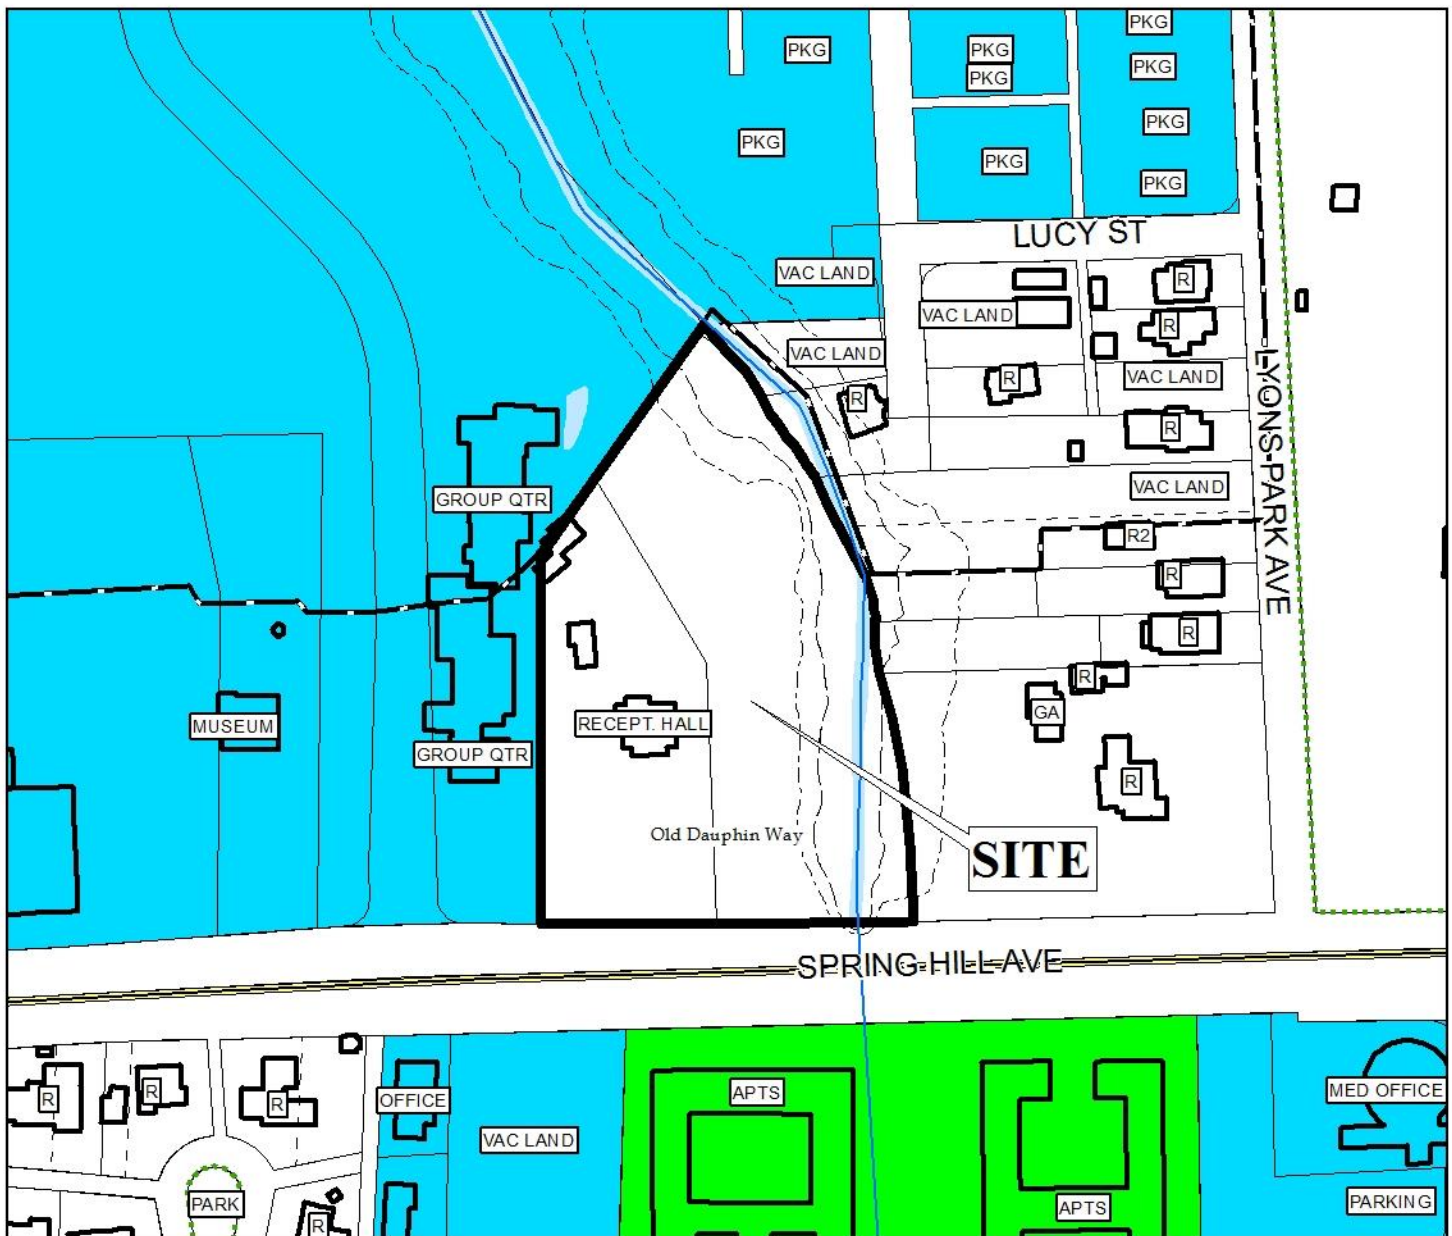 PKG
PKG
PKG
PKG
PKG
PKG
PKG
PKG
PKG
LUCY ST
VAC LAND
R
VAC LAND
R
VAC LAND
R
VAC LAND
R
R
LYONS PARK AVE
VAC LAND
GROUP QTR
R2
R
R
R
GA
MUSEUM
RECEPT. HALL
GROUP QTR
R
Old Dauphin Way
SITE
SPRING HILL AVE
R
R
R
OFFICE
APTS
MED OFFICE
VAC LAND
PARK
R
APTS
PARKING